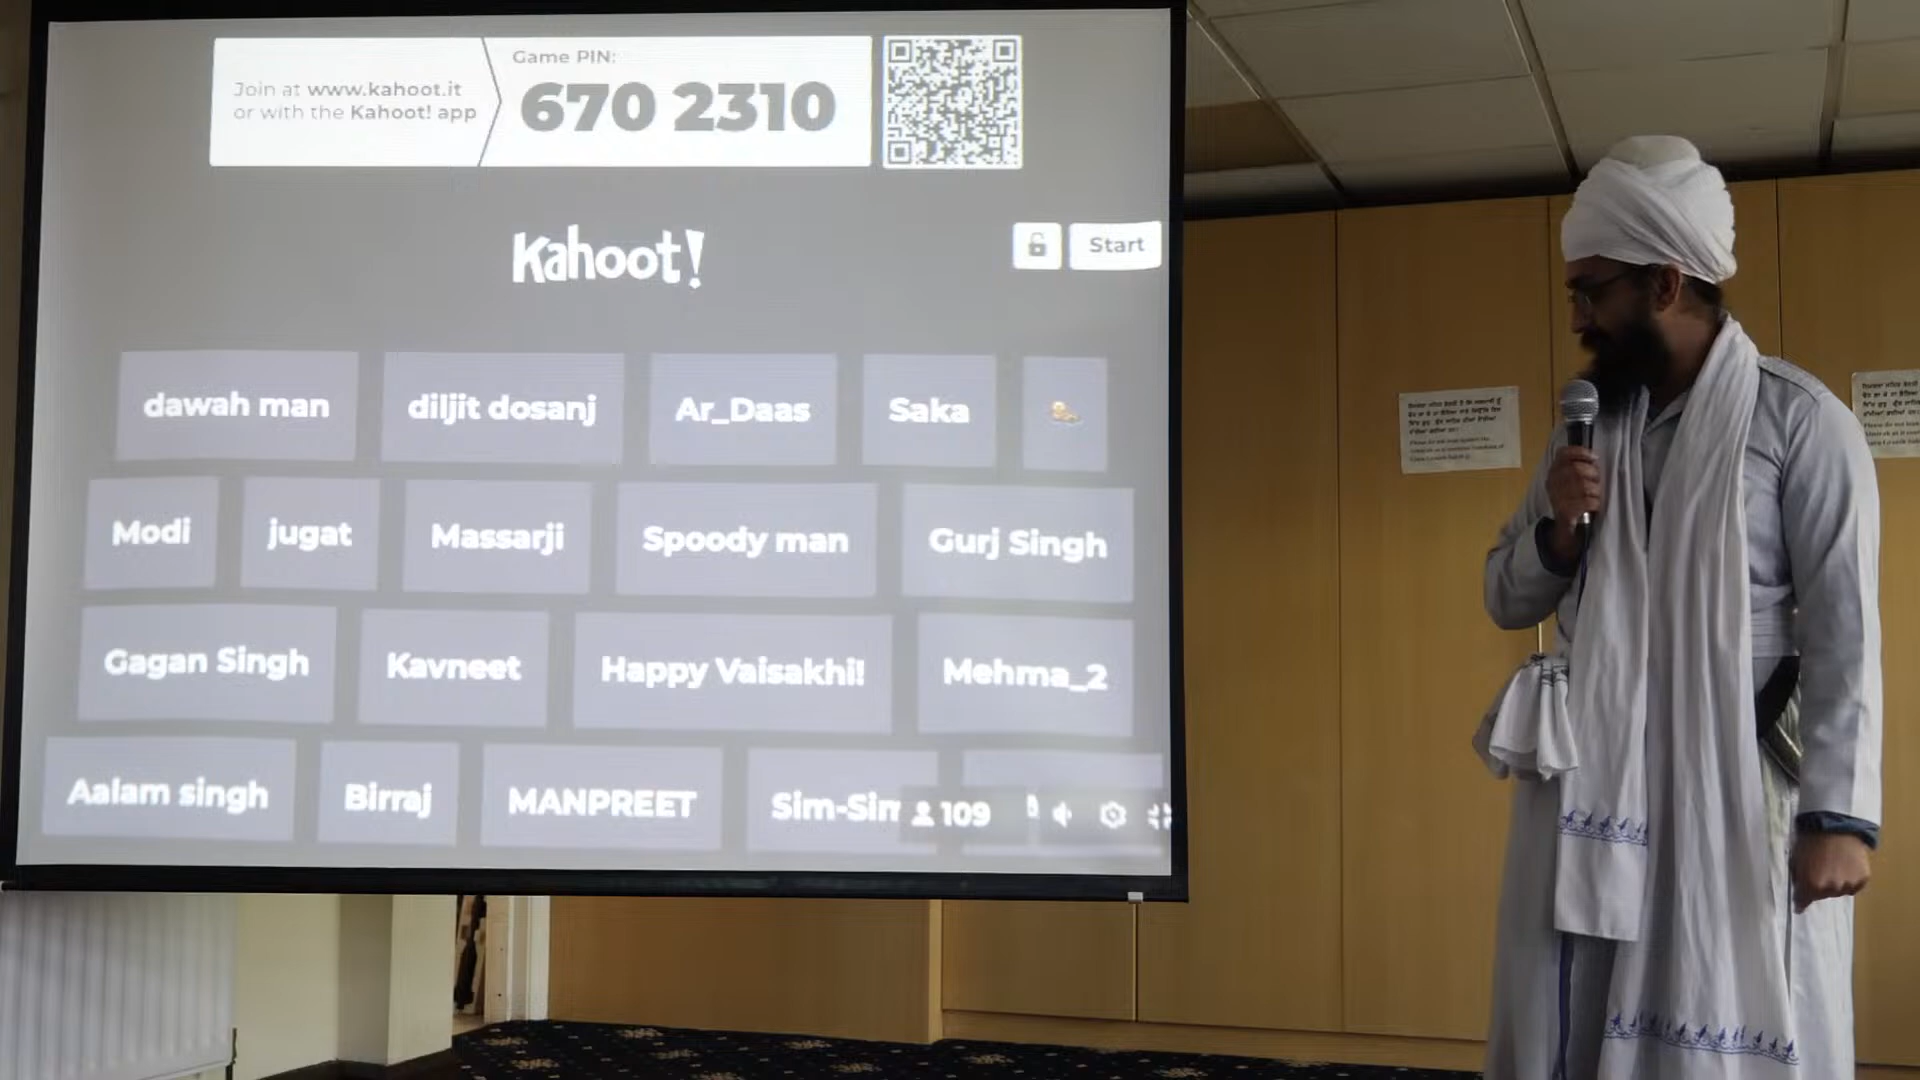 Join at www.kahoot.it
or with the Kahoot! app
Game PIN:
670 2310
Kahoot!
Start
dawah man
diljit dosanj
Ar_Daas
Saka
Modi
jugat
Massarji
Spoody man
Gurj Singh
Gagan Singh
Kavneet
Happy Vaisakhi!
Mehma_2
Aalam singh
Birraj
MANPREET
Sim-Sim
109